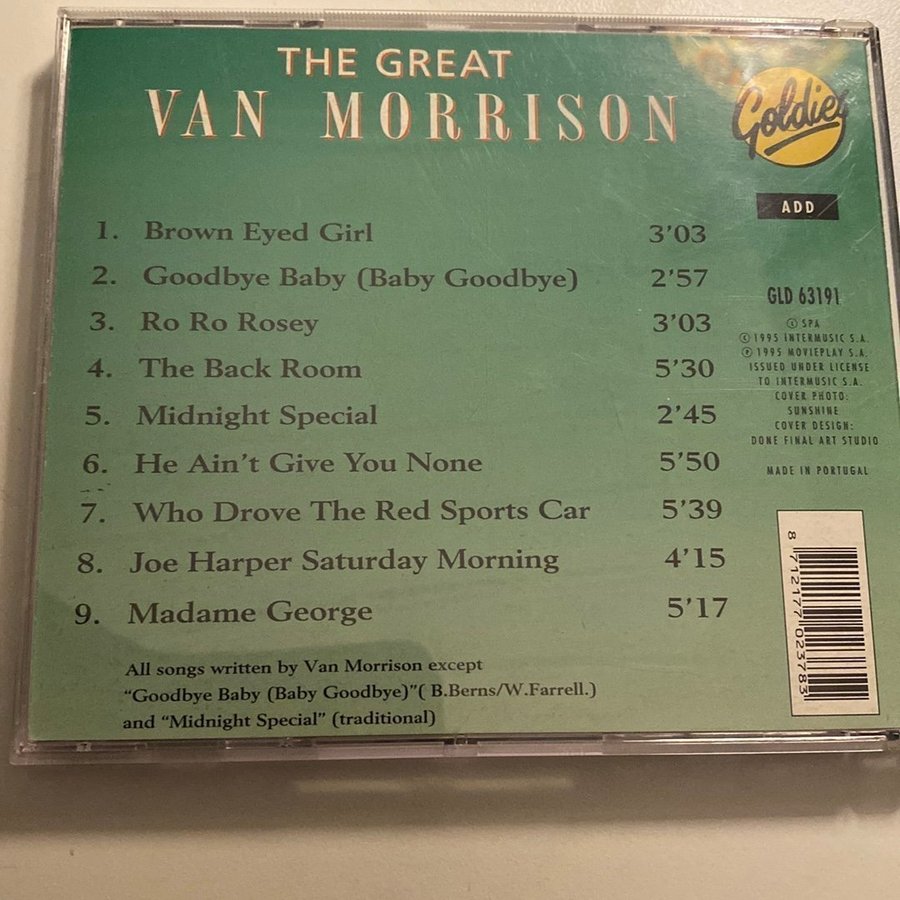 THE GREAT
VAN MORRISON
Goldies
ADD
1. Brown Eyed Girl 3'03
2. Goodbye Baby (Baby Goodbye) 2'57
3. Ro Ro Rosey 3'03
4. The Back Room 5'30
5. Midnight Special 2'45
6. He Ain't Give You None 5'50
7. Who Drove The Red Sports Car 5'39
8. Joe Harper Saturday Morning 4'15
9. Madame George 5'17
All songs written by Van Morrison except
"Goodbye Baby (Baby Goodbye)"( B.Berns/W.Farrell.)
and "Midnight Special" (traditional)
GLD 63191
© SPA
© 1995 INTERMUSIC S.A.
℗ 1995 MOVIEPLAY S.A.
ISSUED UNDER LICENSE
TO INTERMUSIC S.A.
COVER PHOTO:
SUNSHINE
COVER DESIGN:
DONE FINAL ART STUDIO
MADE IN PORTUGAL
8 712177 023783